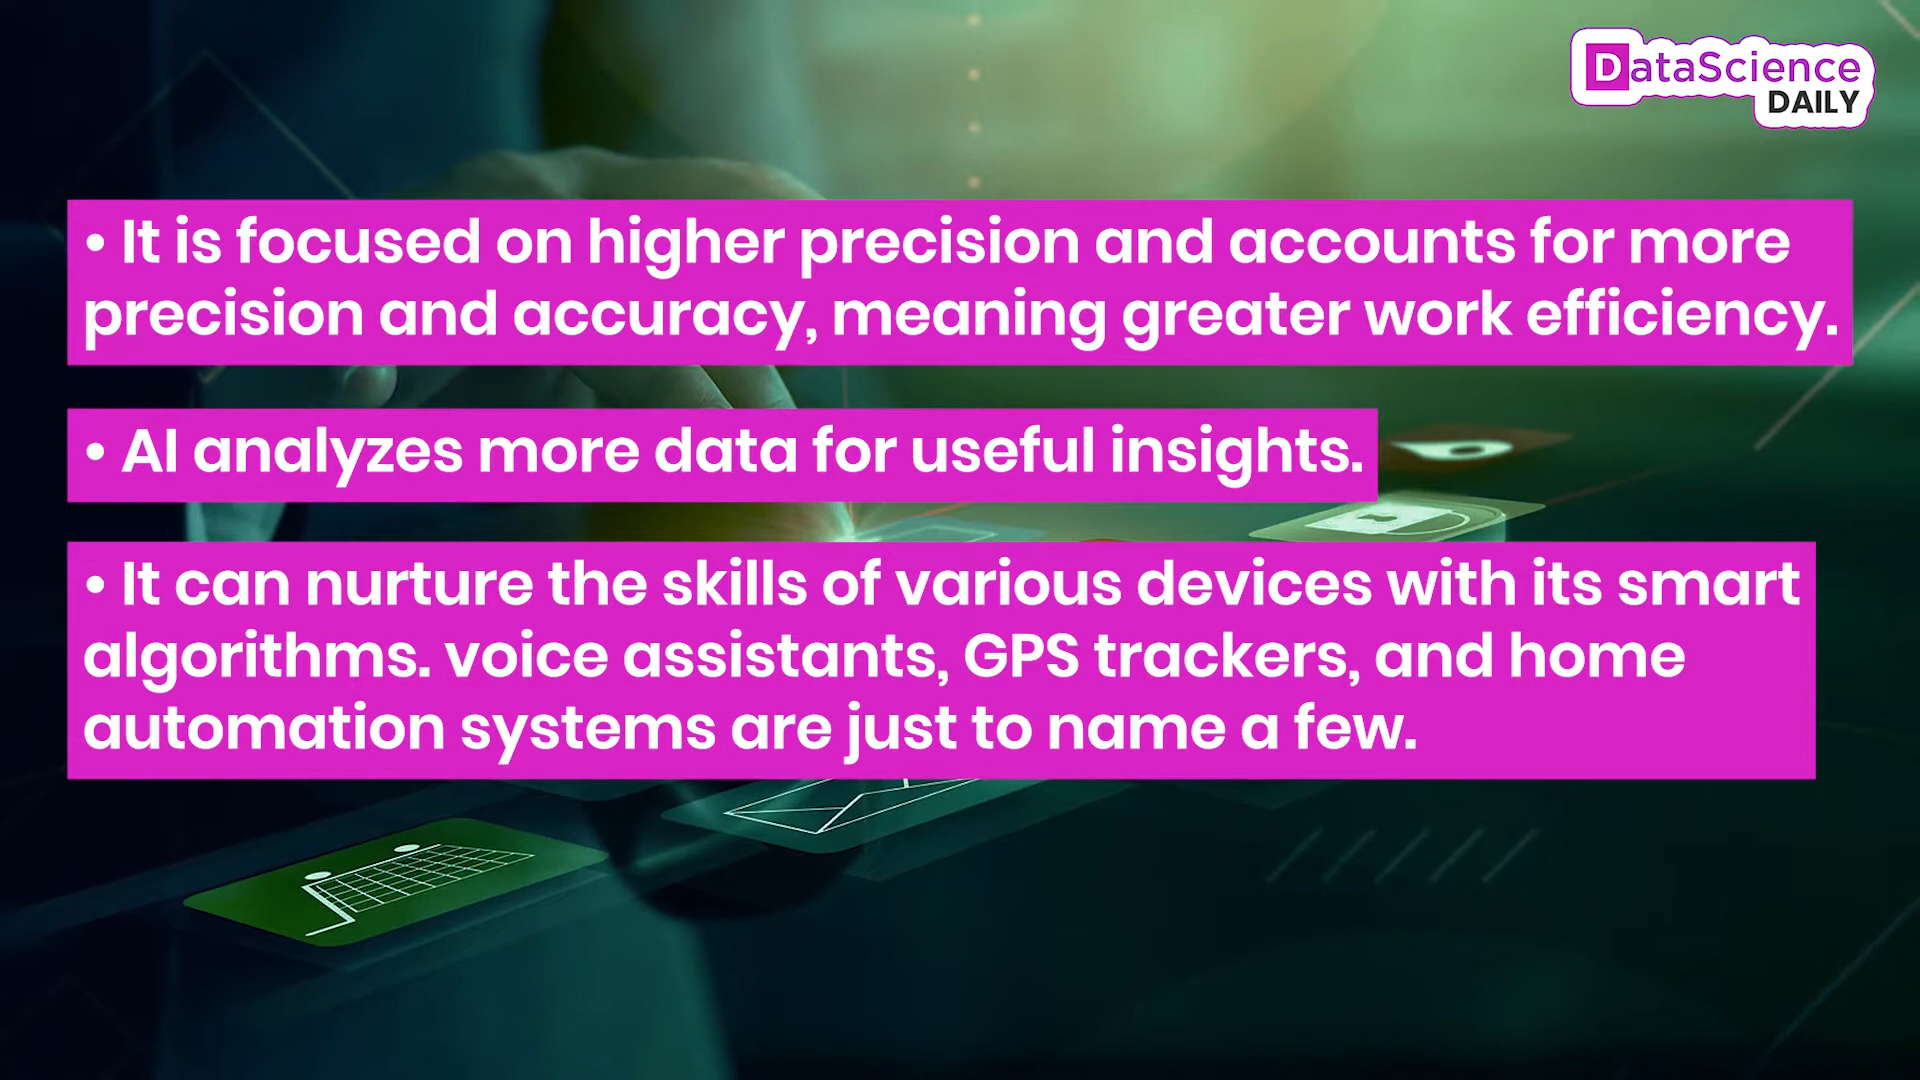 DataScience
DAILY
• It is focused on higher precision and accounts for more
precision and accuracy, meaning greater work efficiency.
• AI analyzes more data for useful insights.
• It can nurture the skills of various devices with its smart
algorithms. voice assistants, GPS trackers, and home
automation systems are just to name a few.